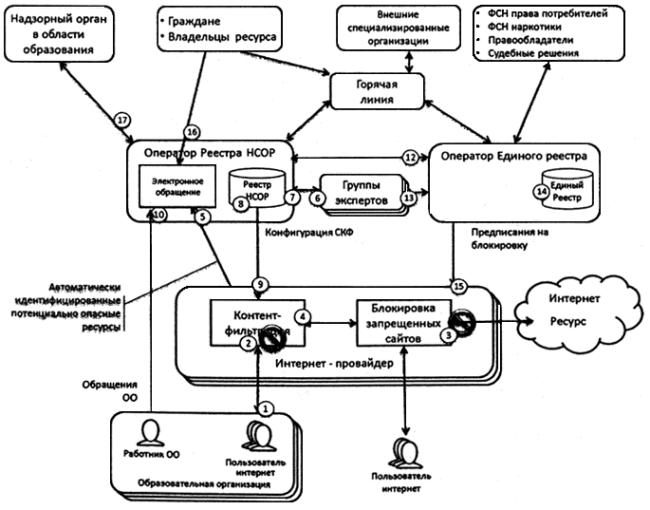 Надзорный орган
в области
образования
• Граждане
• Владельцы ресурса
Внешние
специализированные
организации
• ФСН права потребителей
• ФСН наркотики
• Правообладатели
• Судебные решения
Горячая
линия
17
16
12
Оператор Реестра НСОР
Оператор Единого реестра
Электронное
обращение
Реестр
НСОР
8
7
6
Группы
экспертов
13
14
Единый
Реестр
10
5
Конфигурация СКФ
Предписания на
блокировку
Автоматически
идентифицированные
потенциально опасные
ресурсы
9
15
Контент-
фильтрация
2
4
Блокировка
запрещенных
сайтов
3
Интернет
Ресурс
Интернет - провайдер
Обращения
ОО
1
Работник ОО
Пользователь
интернет
Образовательная организация
Пользователь
интернет